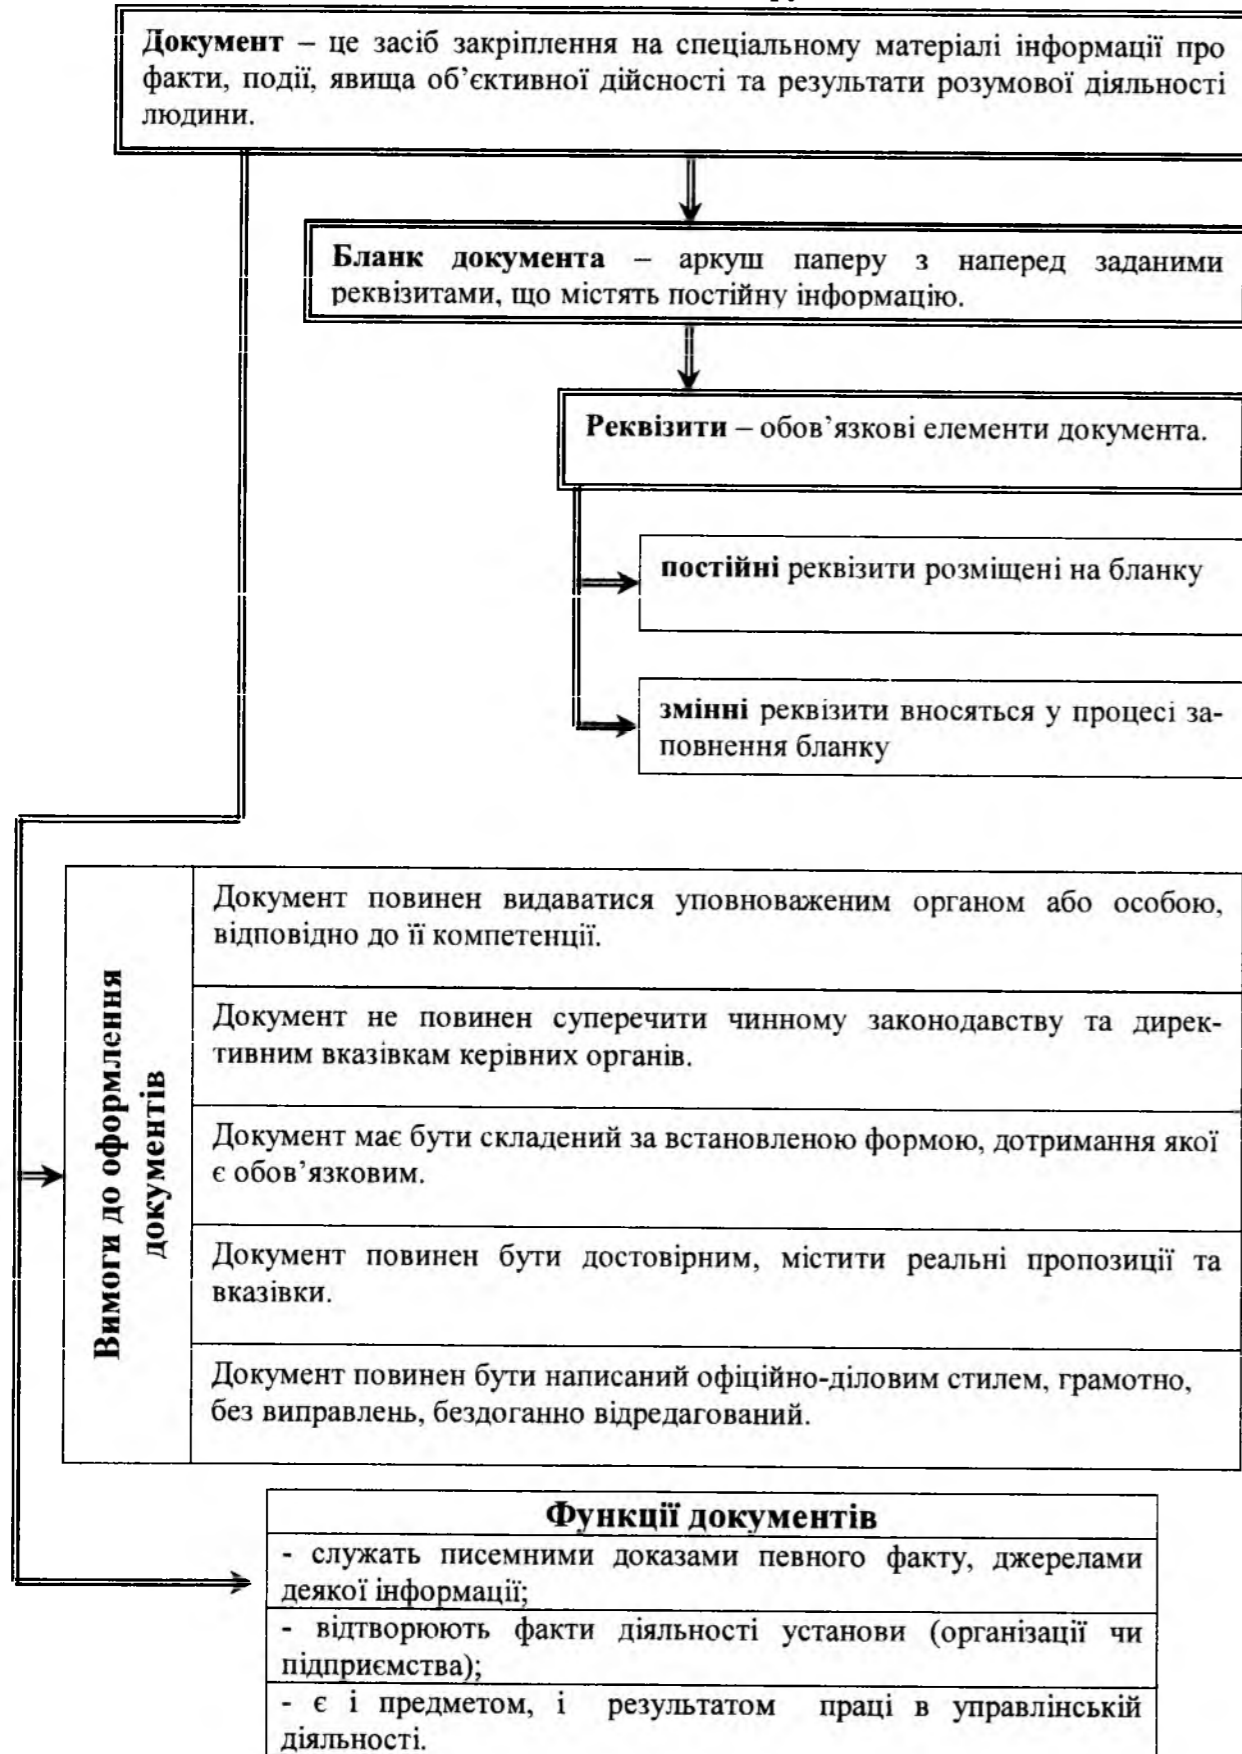 Документ – це засіб закріплення на спеціальному матеріалі інформації про
факти, події, явища об’єктивної дійсності та результати розумової діяльності
людини.
Бланк документа – аркуш паперу з наперед заданими
реквізитами, що містять постійну інформацію.
Реквізити – обов’язкові елементи документа.
постійні реквізити розміщені на бланку
змінні реквізити вносяться у процесі за-
повнення бланку
Вимоги до оформлення
документів
Документ повинен видаватися уповноваженим органом або особою,
відповідно до її компетенції.
Документ не повинен суперечити чинному законодавству та дирек-
тивним вказівкам керівних органів.
Документ має бути складений за встановленою формою, дотримання якої
є обов’язковим.
Документ повинен бути достовірним, містити реальні пропозиції та
вказівки.
Документ повинен бути написаний офіційно-діловим стилем, грамотно,
без виправлень, бездоганно відредагований.
Функції документів
- служать писемними доказами певного факту, джерелами
деякої інформації;
- відтворюють факти діяльності установи (організації чи
підприємства);
- є і предметом, і результатом праці в управлінській
діяльності.